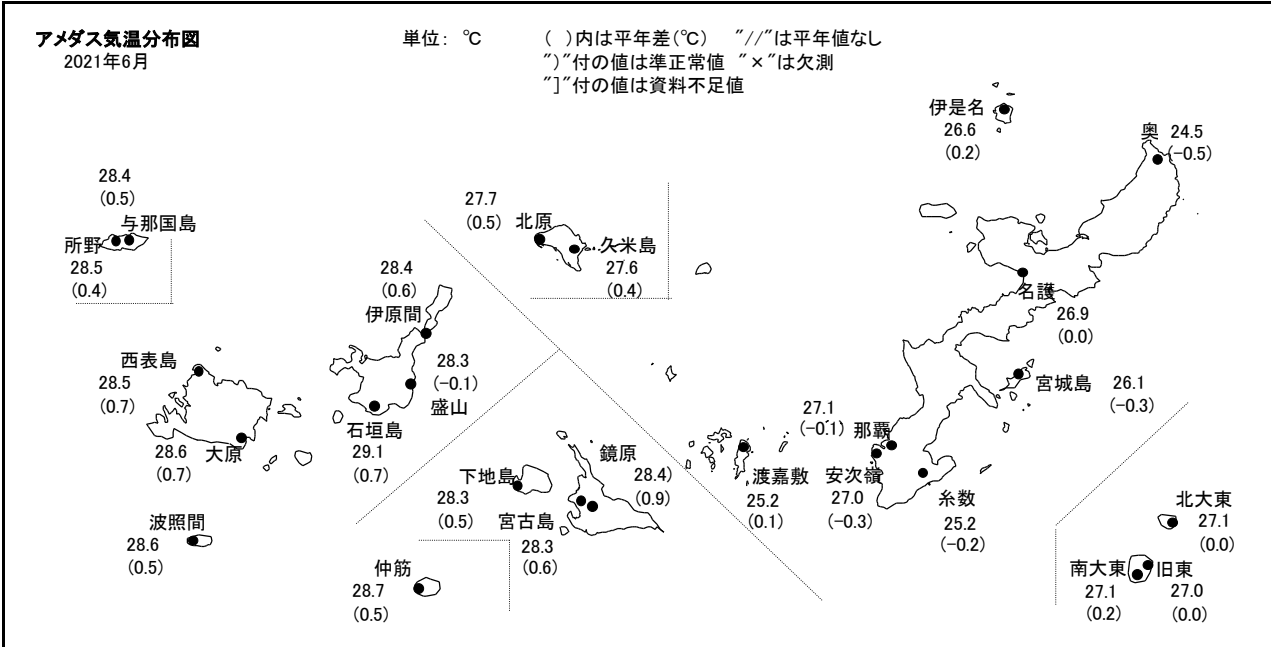 アメダス気温分布図
2021年6月
単位： ℃
( )内は平年差(℃) "//"は平年値なし
")"付の値は準正常値 "×"は欠測
"]"付の値は資料不足値
伊是名
26.6
(0.2)
奥 24.5
(-0.5)
28.4
(0.5)
与那国島
所野
28.5
(0.4)
27.7
(0.5)
北原
久米島
27.6
(0.4)
28.4
(0.6)
伊原間
名護
26.9
(0.0)
西表島
28.5
(0.7)
28.3
(-0.1)
盛山
宮城島
26.1
(-0.3)
28.6
(0.7)
大原
石垣島
29.1
(0.7)
27.1
(-0.1)
那覇
渡嘉敷
25.2
(0.1)
安次嶺
27.0
(-0.3)
糸数
25.2
(-0.2)
下地島
28.3
(0.5)
鏡原
28.4
(0.9)
宮古島
28.3
(0.6)
波照間
28.6
(0.5)
仲筋
28.7
(0.5)
北大東
27.1
(0.0)
南大東
27.1
(0.2)
旧東
27.0
(0.0)